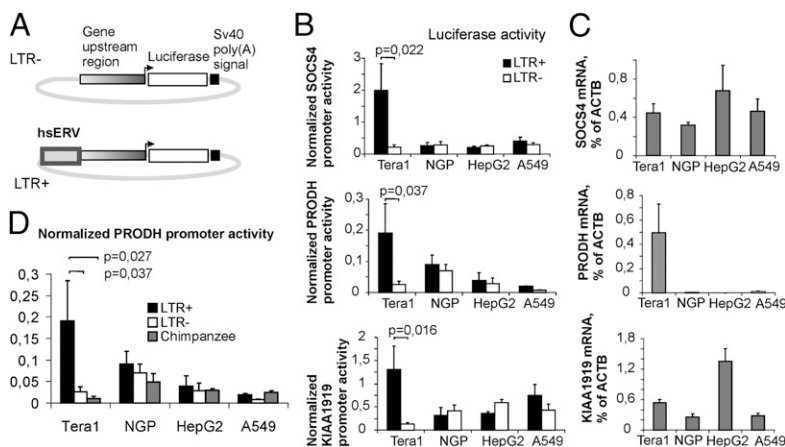 A
Gene
upstream
region
Luciferase
Sv40
poly(A)
signal
LTR-
hsERV
LTR+
B
Luciferase activity
Normalized SOCS4
promoter activity
3
2
1
0
p=0,022
LTR+
LTR-
Tera1 NGP HepG2 A549
Normalized PRODH
promoter activity
0,3
0,2
0,1
0
p=0,037
Tera1 NGP HepG2 A549
Normalized
KIAA1919
promoter activity
2
1,5
1
0,5
0
p=0,016
Tera1 NGP HepG2 A549
C
SOCS4 mRNA,
% of ACTB
1,2
0,8
0,4
0
Tera1 NGP HepG2 A549
PRODH mRNA,
% of ACTB
0,8
0,6
0,4
0,2
0
Tera1 NGP HepG2 A549
KIAA1919 mRNA,
% of ACTB
1,8
1,2
0,6
0
Tera1 NGP HepG2 A549
D
Normalized PRODH promoter activity
p=0,027
p=0,037
0,3
0,25
0,2
0,15
0,1
0,05
0
LTR+
LTR-
Chimpanzee
Tera1 NGP HepG2 A549